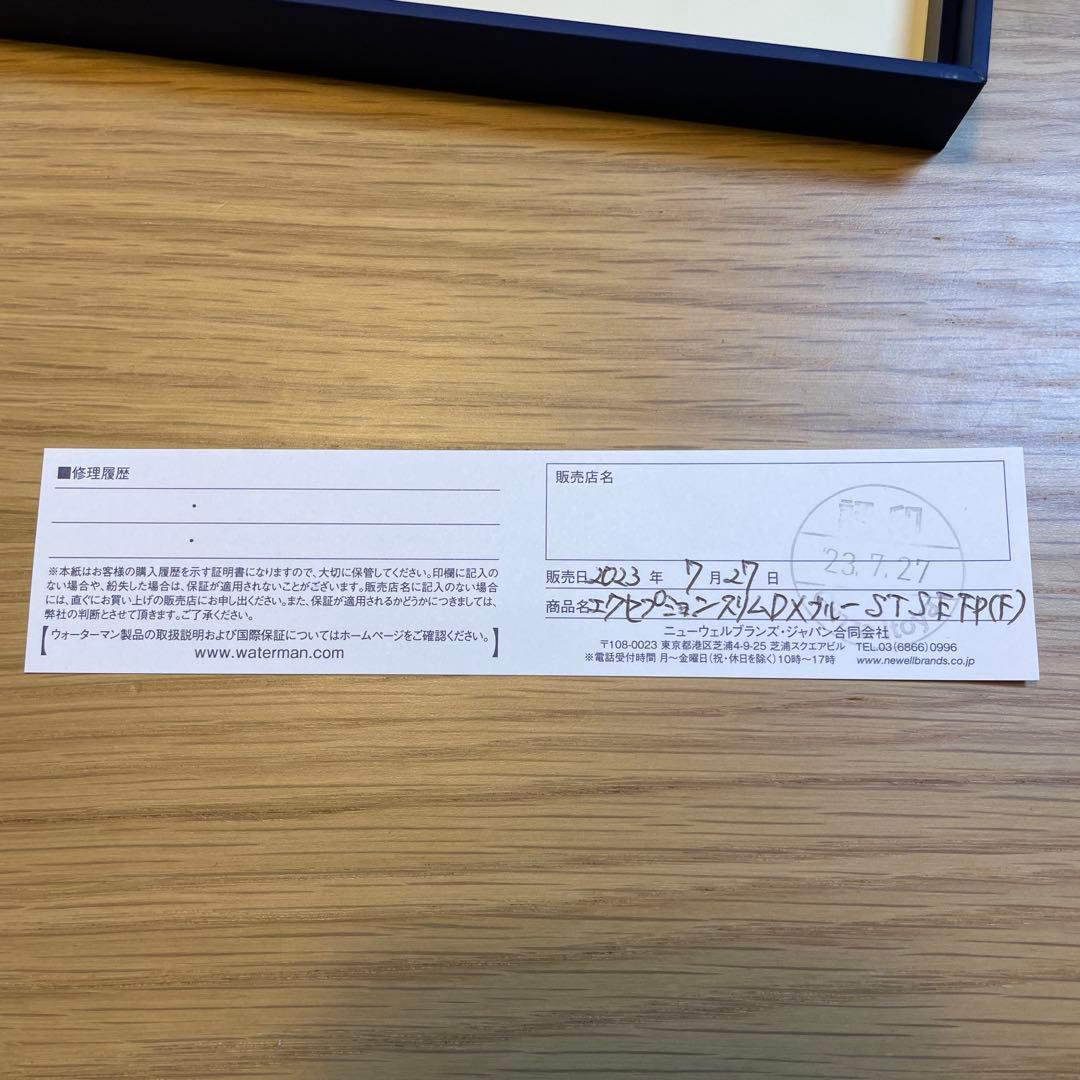 ■修理履歴
・
・
※本紙はお客様の購入履歴を示す証明書になりますので、大切に保管してください。印欄に記入の
ない場合や、紛失した場合は、保証が適用されないことがございます。販売店名に記入のない場合
には、直ぐにお買い上げの販売店にお申し出ください。また、保証が適用されるかどうかにつきましては、
弊社の判断とさせて頂きます。ご了承ください。
【ウォーターマン製品の取扱説明および国際保証についてはホームページをご確認ください。
www.waterman.com】
販売店名
23.7.27
販売日 2023年 7月27日
商品名 エクセプションスリムDXブルーSTSE FP(F)
ニューウェルブランズ・ジャパン合同会社
〒108-0023 東京都港区芝浦4-9-25 芝浦スクエアビル TEL.03(6866)0996
※電話受付時間 月〜金曜日(祝・休日を除く)10時〜17時 www.newellbrands.co.jp